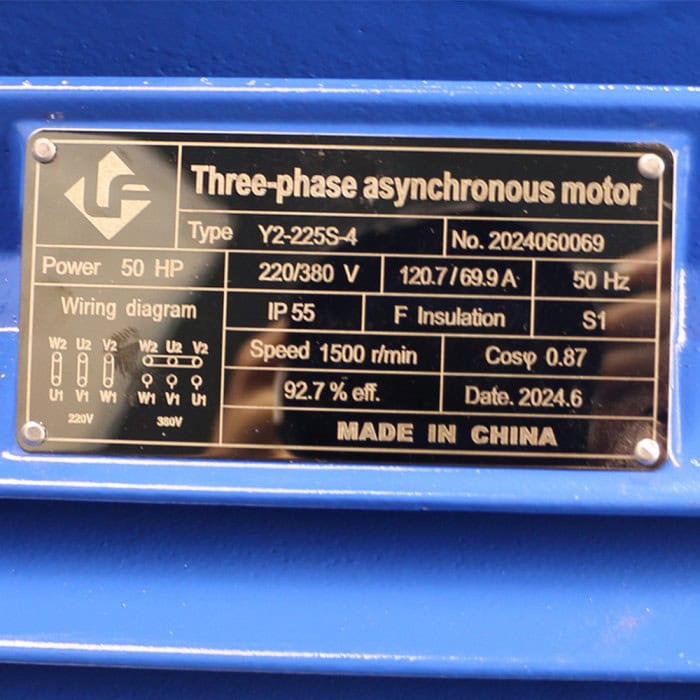 UF
Three-phase asynchronous motor
Type Y2-225S-4 No. 2024060069
Power 50 HP 220/380 V 120.7/69.9 A 50 Hz
Wiring diagram IP 55 F Insulation S1
Speed 1500 r/min Cosφ 0.87
W2 U2 V2 W2 U2 V2
U1 V1 W1 W1 V1 U1
220V 380V
92.7 % eff. Date. 2024.6
MADE IN CHINA